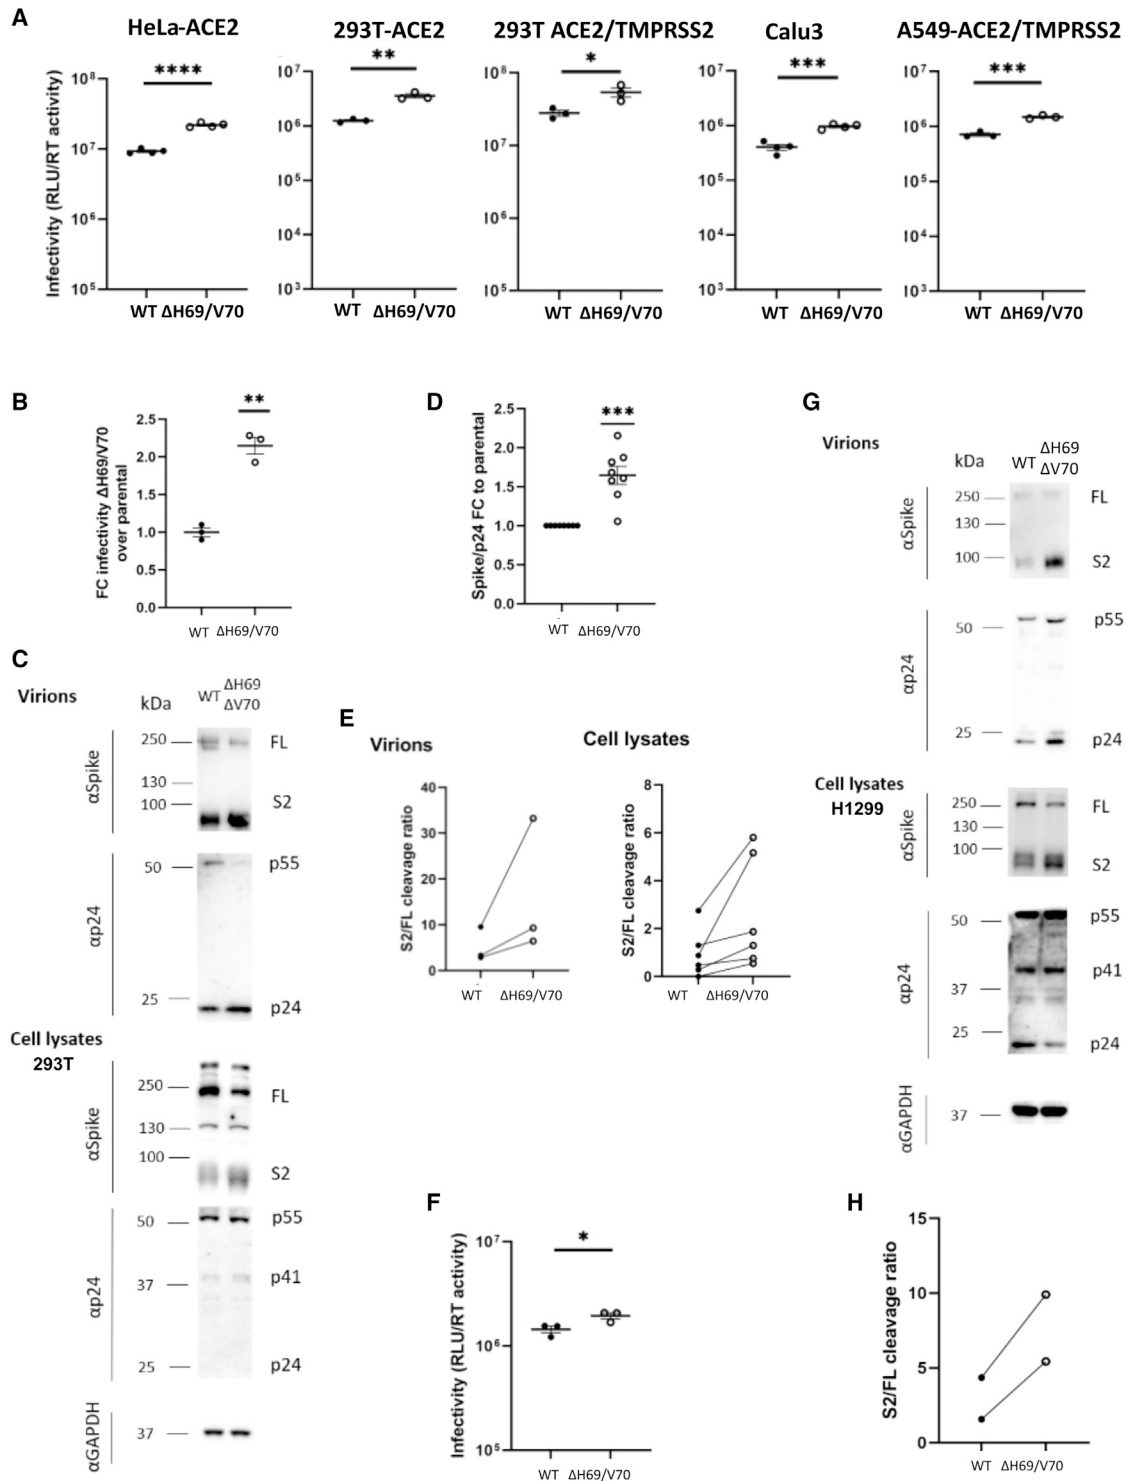 A
HeLa-ACE2
293T-ACE2
293T ACE2/TMPRSS2
Calu3
A549-ACE2/TMPRSS2
Infectivity (RLU/RT activity)
****
10⁸
10⁷
10⁶
10⁵
WT ΔH69/V70
**
10⁷
10⁶
10⁵
10⁴
10³
WT ΔH69/V70
*
10⁸
10⁷
10⁶
10⁵
WT ΔH69/V70
***
10⁷
10⁶
10⁵
10⁴
10³
WT ΔH69/V70
***
10⁷
10⁶
10⁵
10⁴
10³
WT ΔH69/V70
B
FC infectivity ΔH69/V70
over parental
**
2.5
2.0
1.5
1.0
0.5
0.0
WT ΔH69/V70
C
Virions
kDa
WT
ΔH69
ΔV70
αSpike
250
130
100
FL
S2
αp24
50
25
p55
p24
Cell lysates
293T
αSpike
250
130
100
FL
S2
αp24
50
37
25
p55
p41
p24
αGAPDH
37
D
Spike/p24 FC to parental
***
2.5
2.0
1.5
1.0
0.5
0.0
WT ΔH69/V70
E
Virions
S2/FL cleavage ratio
40
30
20
10
0
WT ΔH69/V70
Cell lysates
S2/FL cleavage ratio
8
6
4
2
0
WT ΔH69/V70
F
Infectivity (RLU/RT activity)
*
10⁷
10⁶
10⁵
WT ΔH69/V70
G
Virions
kDa
WT
ΔH69
ΔV70
αSpike
250
130
100
FL
S2
αp24
50
25
p55
p24
Cell lysates
H1299
αSpike
250
130
100
FL
S2
αp24
50
37
25
p55
p41
p24
αGAPDH
37
H
S2/FL cleavage ratio
15
10
5
0
WT ΔH69/V70